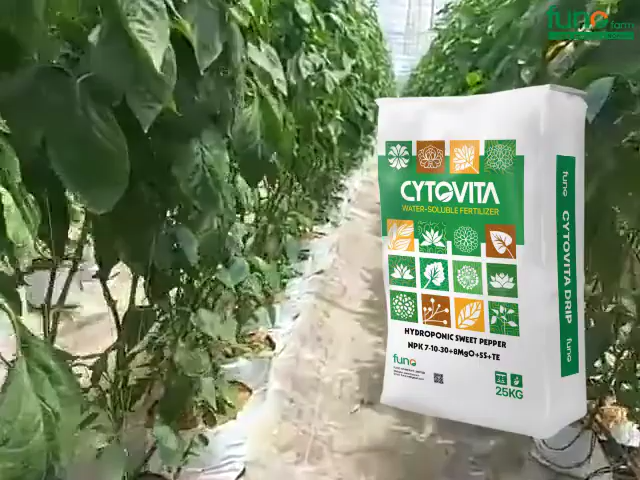 funo farm
CYTOVITA
WATER-SOLUBLE FERTILIZER
HYDROPONIC SWEET PEPPER
NPK 7-10-30+8MgO+5S+TE
funo
25KG
funo
CYTOVITA DRIP
funo